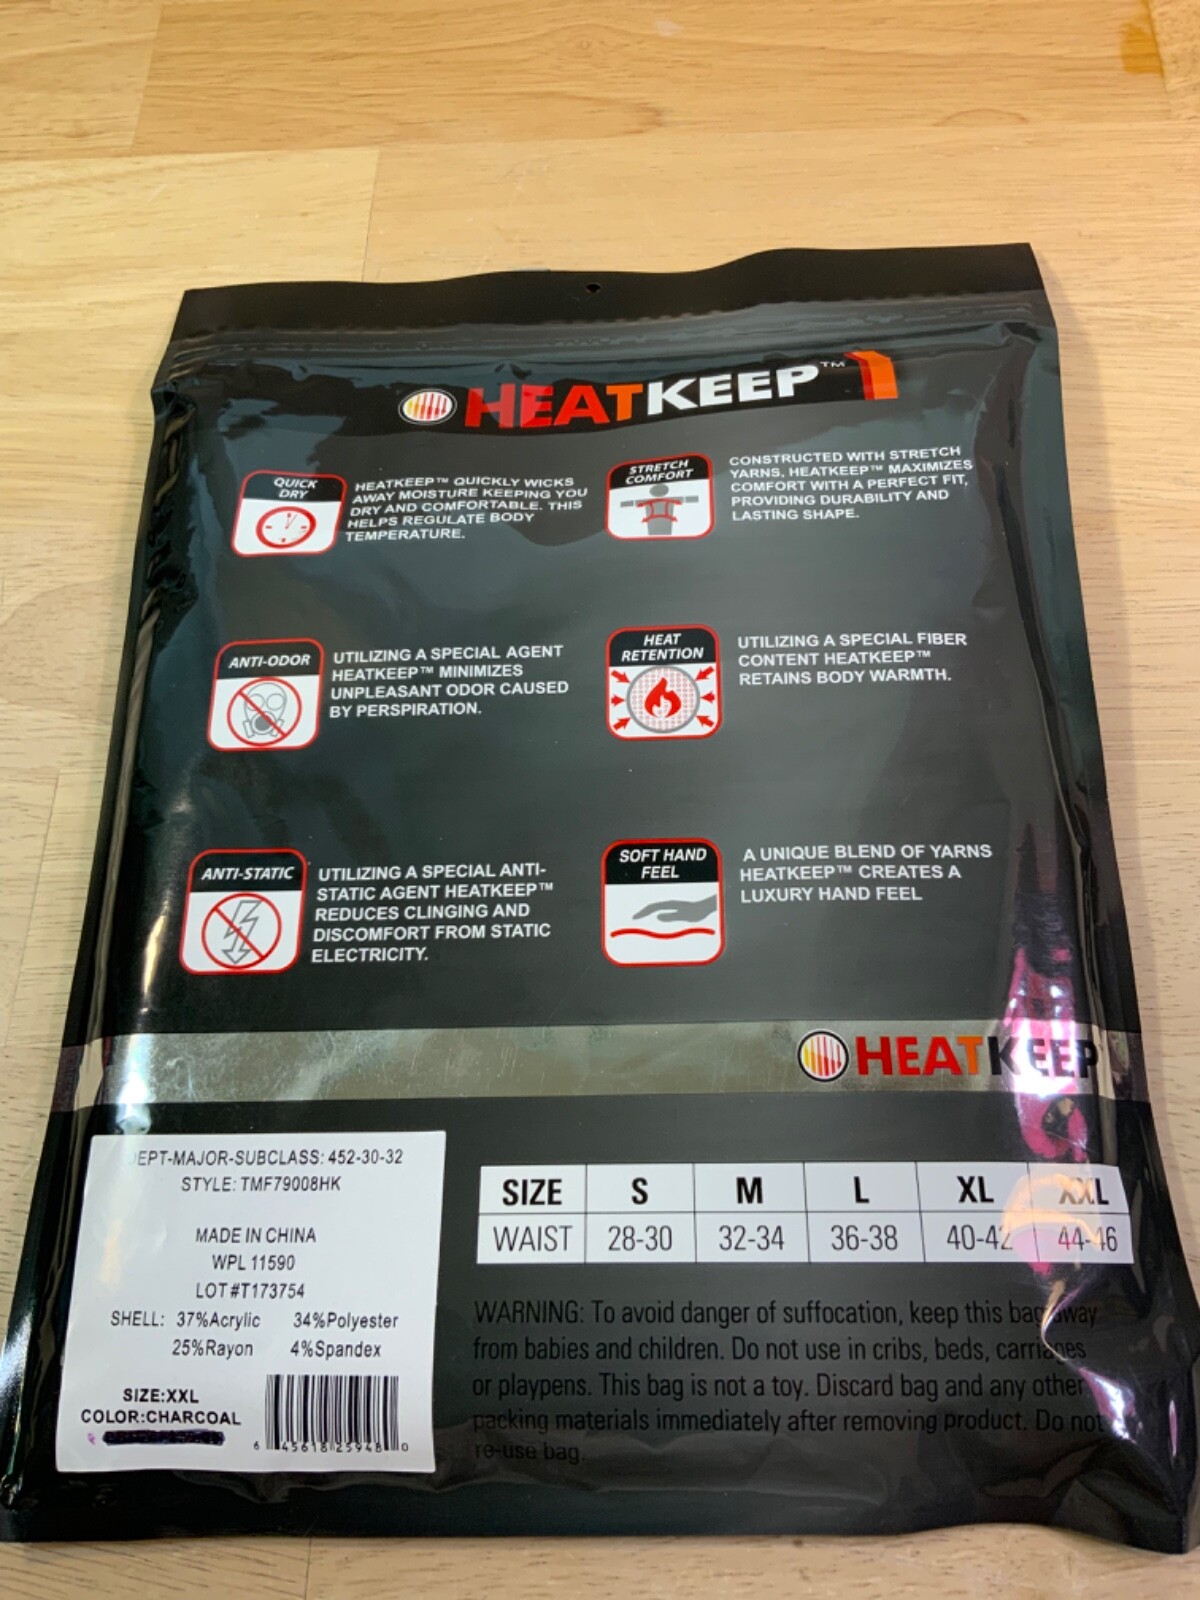 HEATKEEP™ 1
QUICK
DRY
HEATKEEP™ QUICKLY WICKS
AWAY MOISTURE KEEPING YOU
DRY AND COMFORTABLE. THIS
HELPS REGULATE BODY
TEMPERATURE.
STRETCH
COMFORT
CONSTRUCTED WITH STRETCH
YARNS, HEATKEEP™ MAXIMIZES
COMFORT WITH A PERFECT FIT,
PROVIDING DURABILITY AND
LASTING SHAPE.
ANTI-ODOR
UTILIZING A SPECIAL AGENT
HEATKEEP™ MINIMIZES
UNPLEASANT ODOR CAUSED
BY PERSPIRATION.
HEAT
RETENTION
UTILIZING A SPECIAL FIBER
CONTENT HEATKEEP™
RETAINS BODY WARMTH.
ANTI-STATIC
UTILIZING A SPECIAL ANTI-
STATIC AGENT HEATKEEP™
REDUCES CLINGING AND
DISCOMFORT FROM STATIC
ELECTRICITY.
SOFT HAND
FEEL
A UNIQUE BLEND OF YARNS
HEATKEEP™ CREATES A
LUXURY HAND FEEL
HEATKEEP
EPT-MAJOR-SUBCLASS: 452-30-32
STYLE: TMF79008HK
MADE IN CHINA
WPL 11590
LOT #T173754
SHELL: 37%Acrylic 34%Polyester
25%Rayon 4%Spandex
SIZE:XXL
COLOR:CHARCOAL
6 45618 25948 0
SIZE S M L XL XXL
WAIST 28-30 32-34 36-38 40-42 44-46
WARNING: To avoid danger of suffocation, keep this bag away
from babies and children. Do not use in cribs, beds, carriages
or playpens. This bag is not a toy. Discard bag and any other
packing materials immediately after removing product. Do not
re-use bag.